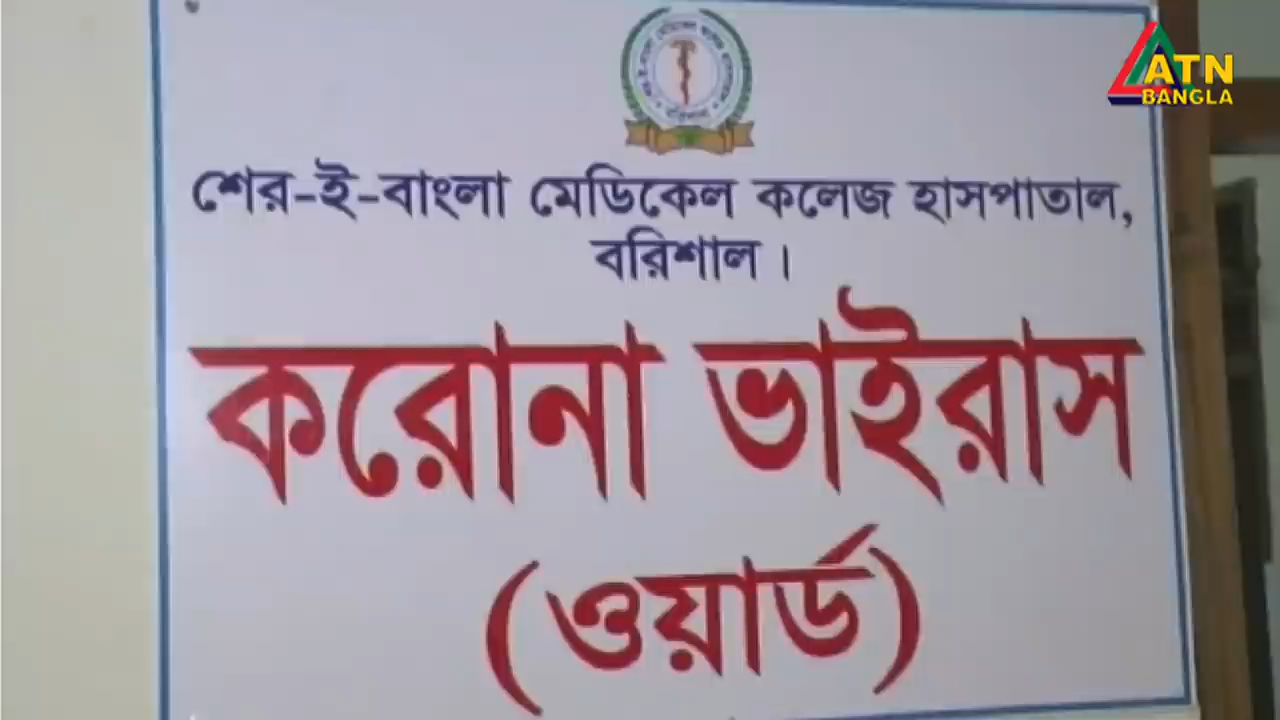 ATN
BANGLA
শের-ই-বাংলা মেডিকেল কলেজ হাসপাতাল,
বরিশাল।
করোনা ভাইরাস
(ওয়ার্ড)